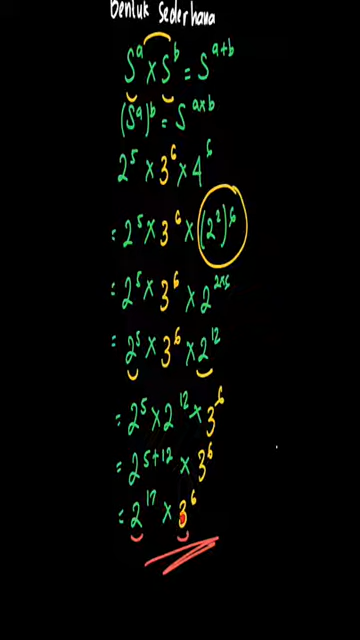 Bentuk Sederhana
S^a × S^b = S^(a+b)
(S^a)^b = S^(a×b)
2^5 × 3^6 × 4^6
= 2^5 × 3^6 × (2^2)^6
= 2^5 × 3^6 × 2^(2×6)
= 2^5 × 3^6 × 2^12
= 2^5 × 2^12 × 3^6
= 2^(5+12) × 3^6
= 2^17 × 3^6